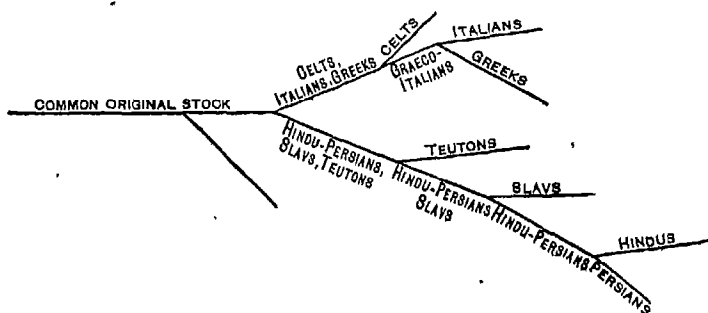 COMMON ORIGINAL STOCK
CELTS,
ITALIANS, GREEKS
CELTS
GRAECO-
ITALIANS
ITALIANS
GREEKS
HINDU-PERSIANS,
SLAVS, TEUTONS
TEUTONS
HINDU-PERSIANS
SLAVS
SLAVS
HINDU-PERSIANS
HINDUS
PERSIANS